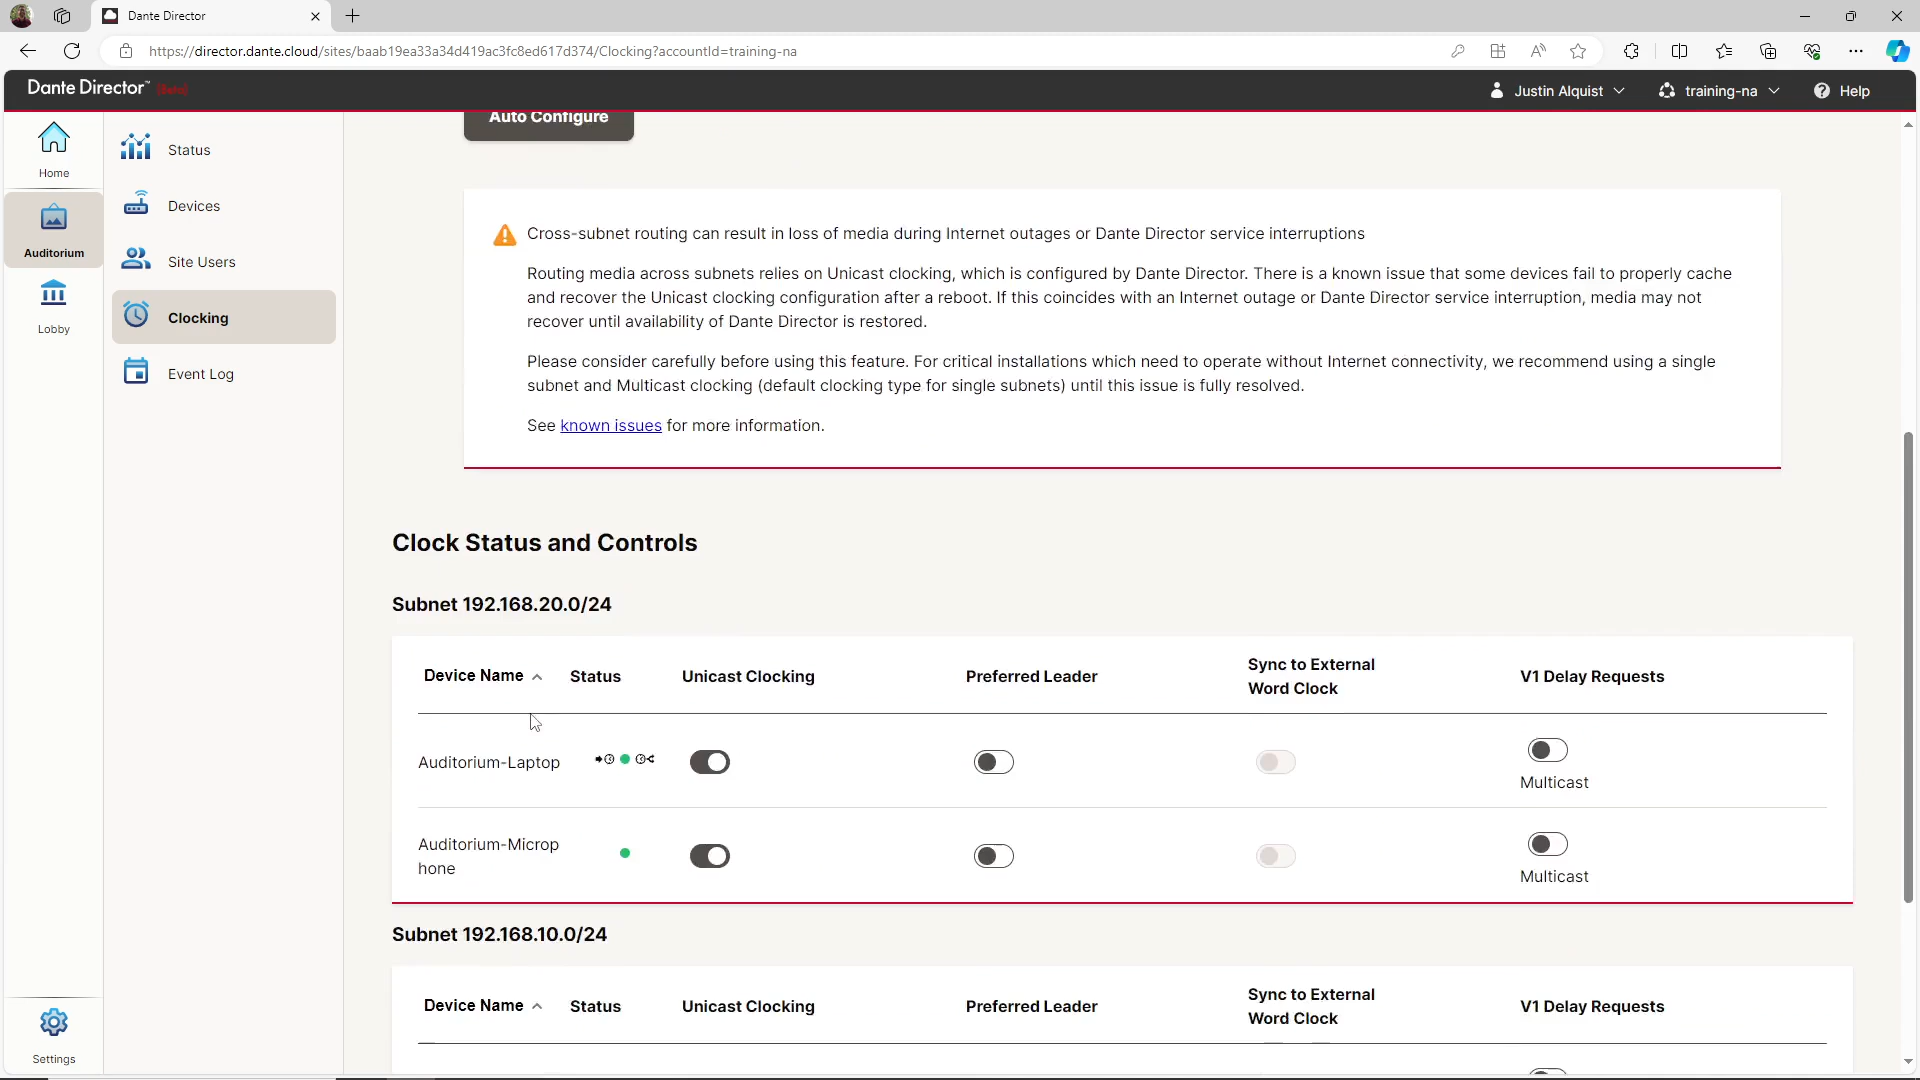 Dante Director
https://director.dante.cloud/sites/baab19ea33a34d419ac3fc8ed617d374/Clocking?accountId=training-na
Dante Director™ (Beta)
Justin Alquist
training-na
Help
Home
Auditorium
Lobby
Settings
Status
Devices
Site Users
Clocking
Event Log
Auto Configure
Cross-subnet routing can result in loss of media during Internet outages or Dante Director service interruptions
Routing media across subnets relies on Unicast clocking, which is configured by Dante Director. There is a known issue that some devices fail to properly cache
and recover the Unicast clocking configuration after a reboot. If this coincides with an Internet outage or Dante Director service interruption, media may not
recover until availability of Dante Director is restored.
Please consider carefully before using this feature. For critical installations which need to operate without Internet connectivity, we recommend using a single
subnet and Multicast clocking (default clocking type for single subnets) until this issue is fully resolved.
See known issues for more information.
Clock Status and Controls
Subnet 192.168.20.0/24
Device Name Status Unicast Clocking Preferred Leader Sync to External
Word Clock V1 Delay Requests
Auditorium-Laptop
Multicast
Auditorium-Microp
hone
Multicast
Subnet 192.168.10.0/24
Device Name Status Unicast Clocking Preferred Leader Sync to External
Word Clock V1 Delay Requests